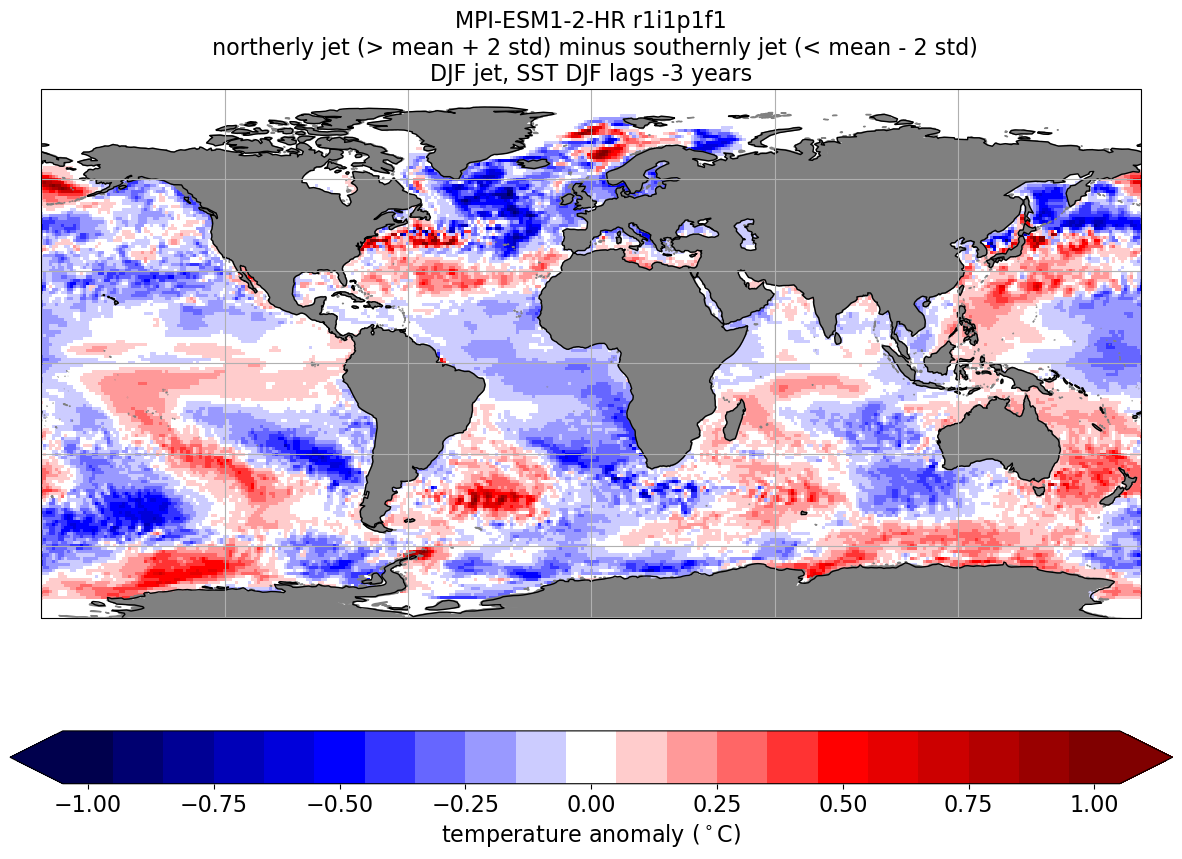 MPI-ESM1-2-HR r1i1p1f1
northerly jet (> mean + 2 std) minus southernly jet (< mean - 2 std)
DJF jet, SST DJF lags -3 years
−1.00 −0.75 −0.50 −0.25 0.00 0.25 0.50 0.75 1.00
temperature anomaly (°C)